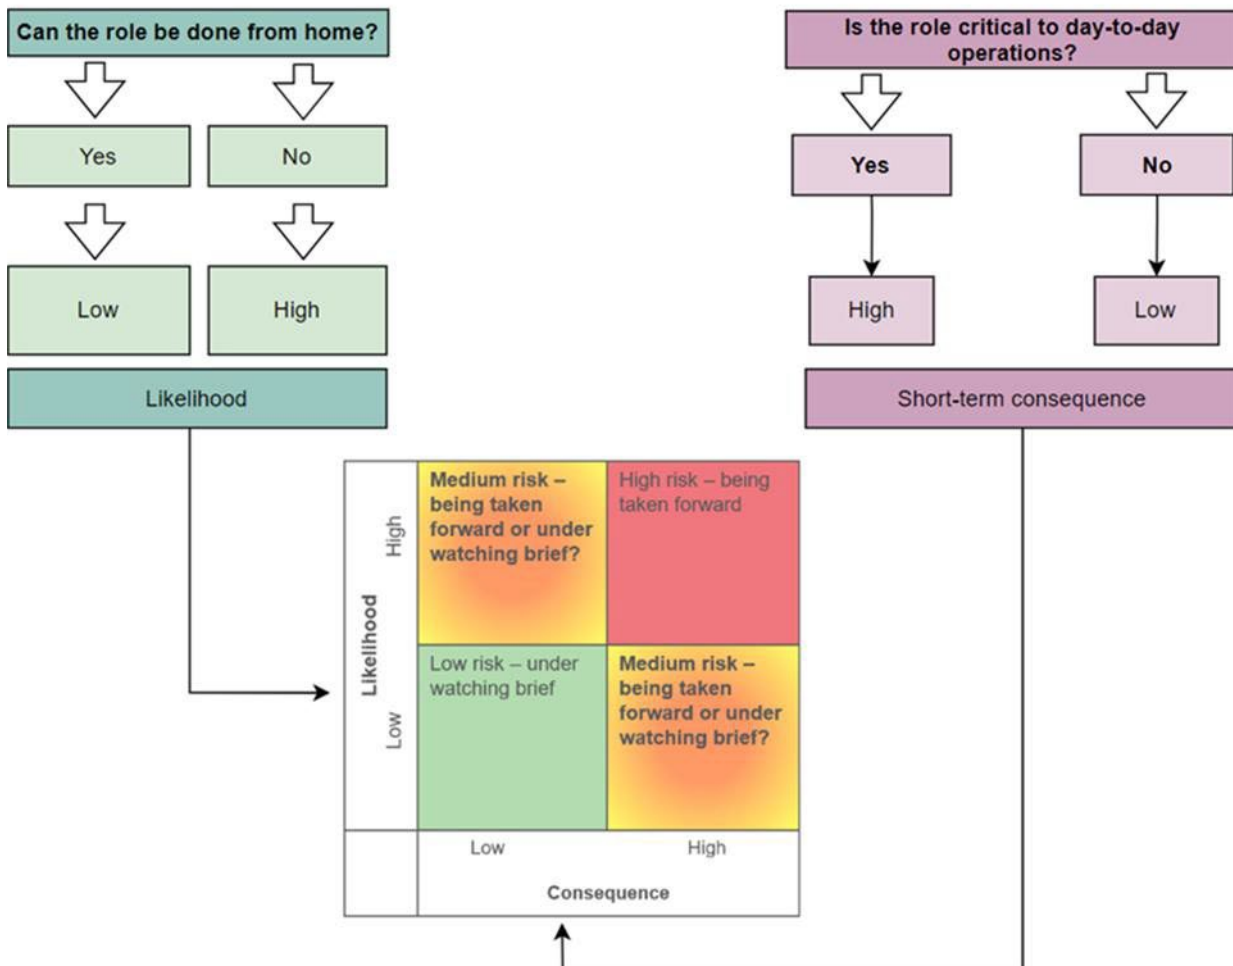 Can the role be done from home?
Yes
No
Low
High
Likelihood
Is the role critical to day-to-day
operations?
Yes
No
High
Low
Short-term consequence
Likelihood
High
Low
Medium risk –
being taken
forward or under
watching brief?
High risk – being
taken forward
Low risk – under
watching brief
Medium risk –
being taken
forward or under
watching brief?
Low
High
Consequence